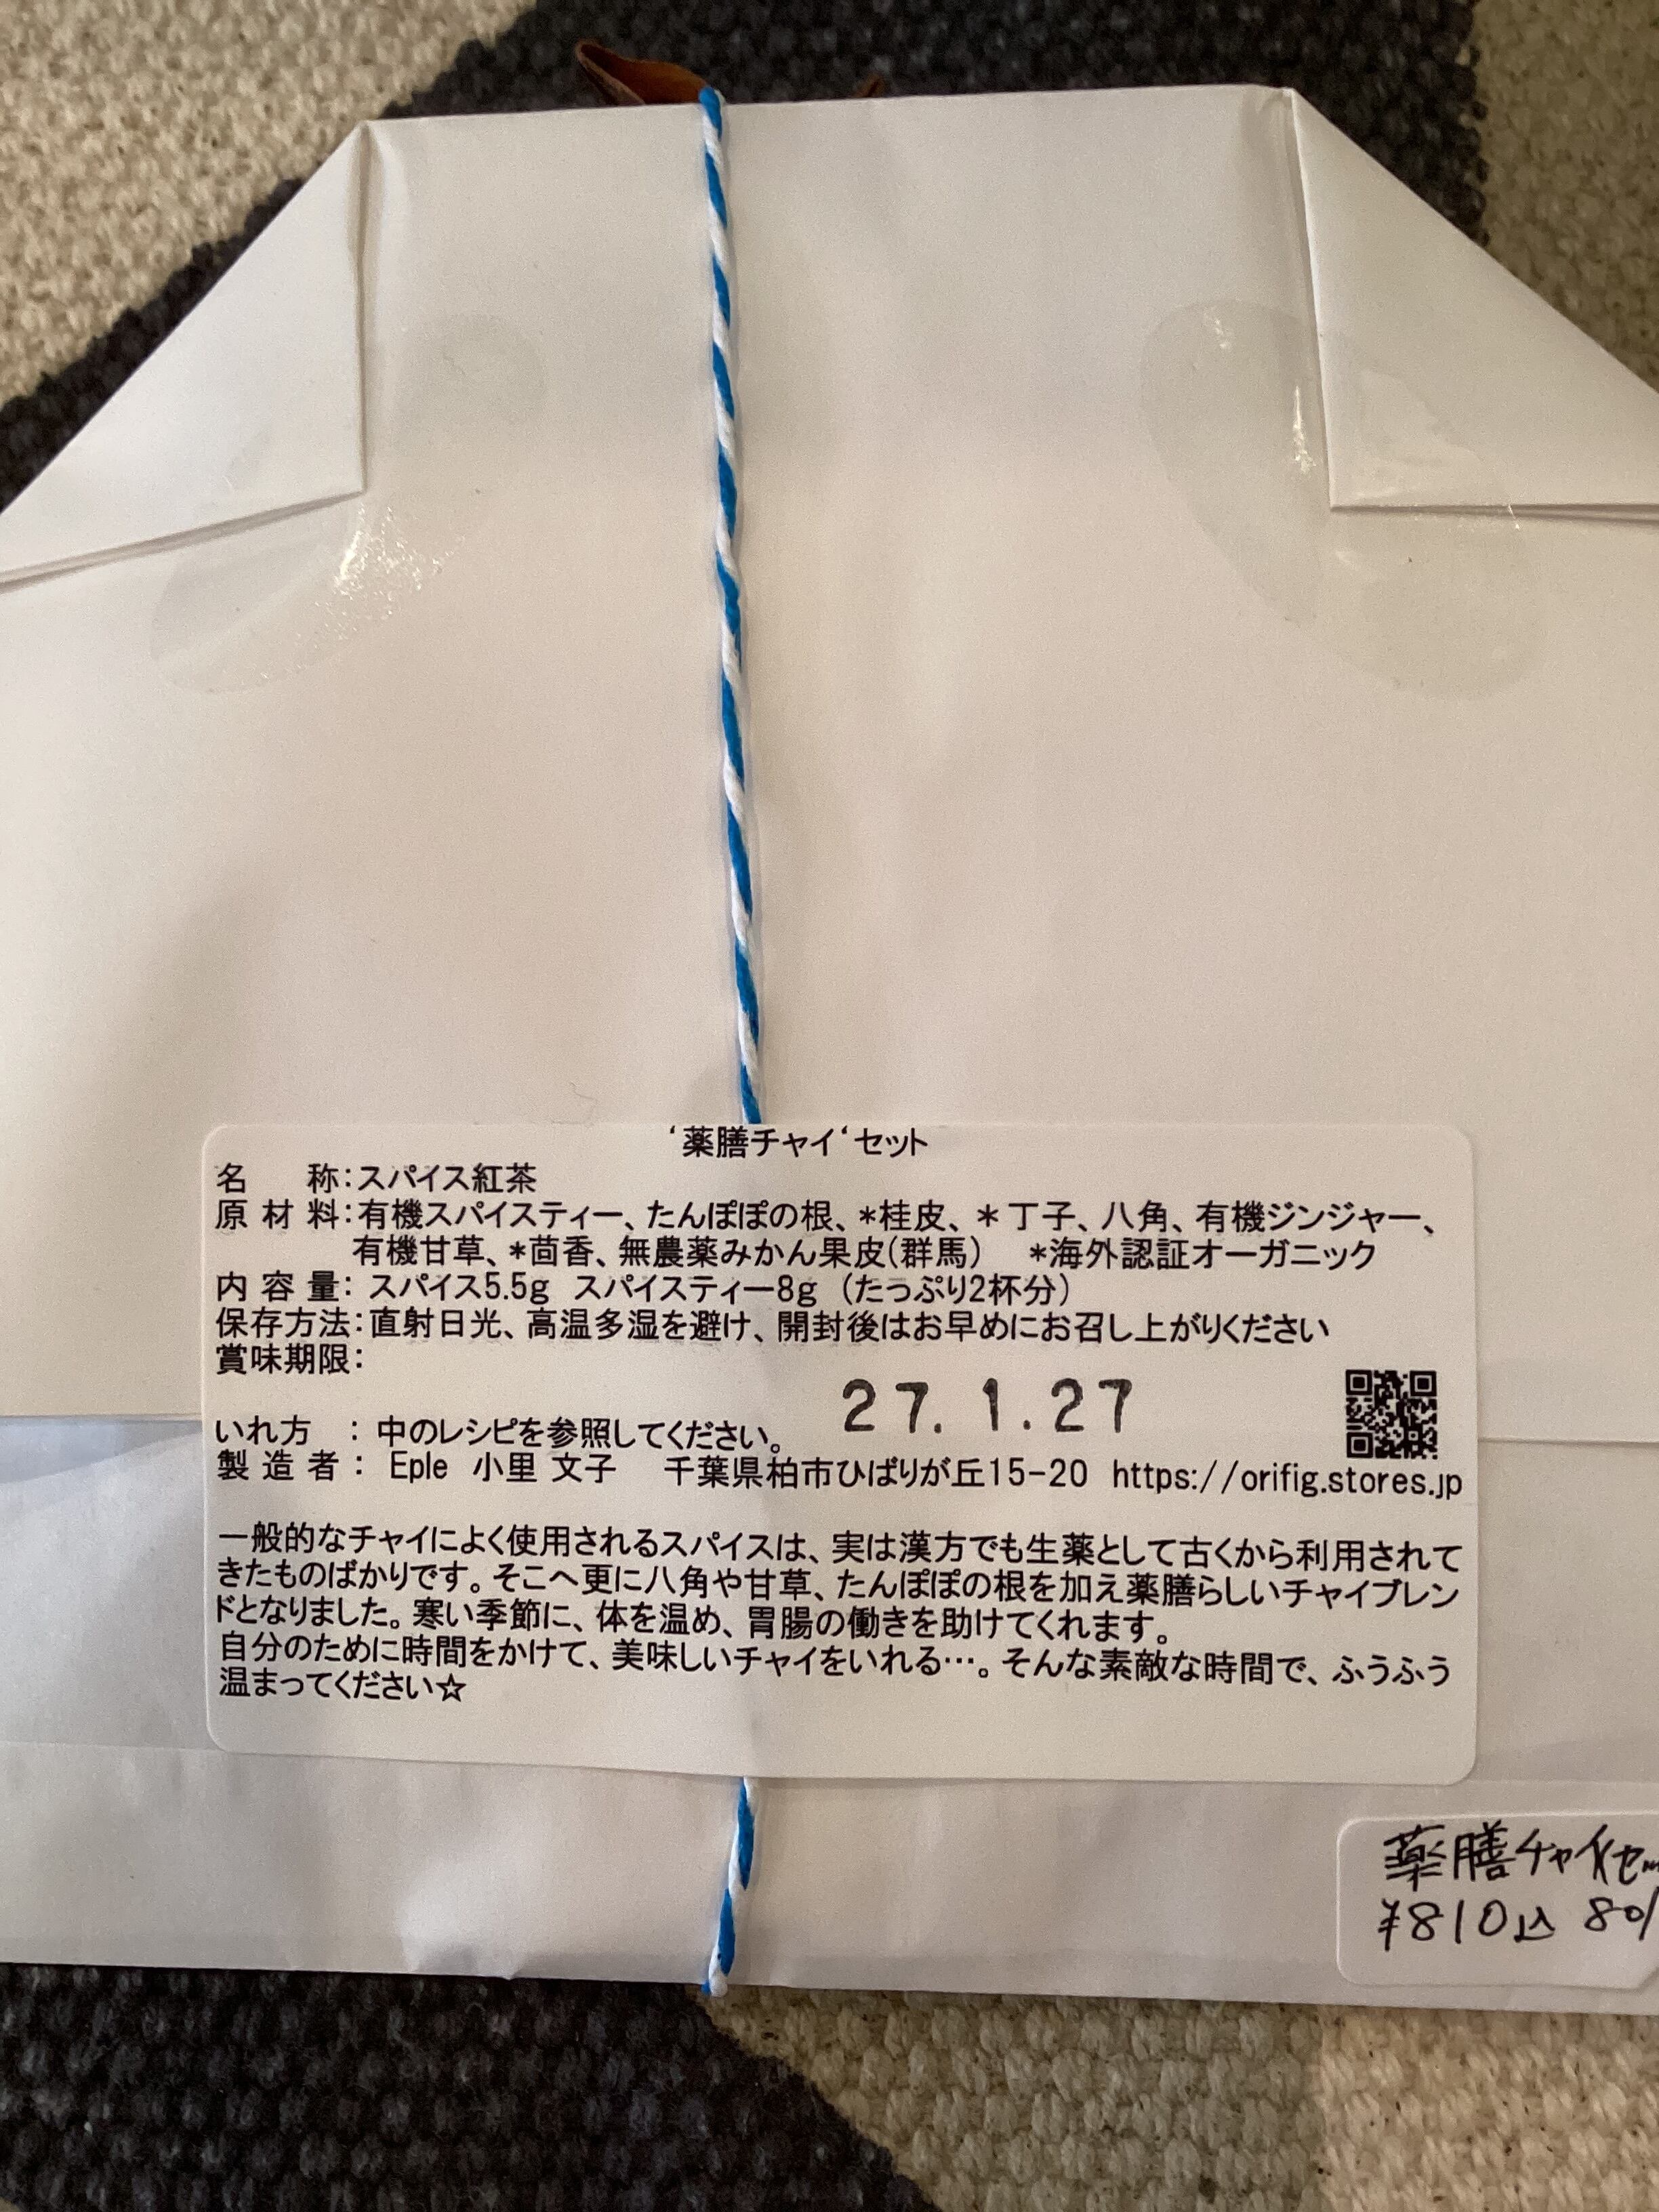 ‘薬膳チャイ‘セット
名　　称：スパイス紅茶
原 材 料：有機スパイスティー、たんぽぽの根、*桂皮、＊丁子、八角、有機ジンジャー、
有機甘草、*茴香、無農薬みかん果皮(群馬)　*海外認証オーガニック
内 容 量： スパイス5.5g　スパイスティー8g　（たっぷり2杯分）
保存方法：直射日光、高温多湿を避け、開封後はお早めにお召し上がりください
賞味期限：
27.1.27
いれ方　： 中のレシピを参照してください。
製 造 者 ： Eple　小里 文子　千葉県柏市ひばりが丘15-20　https://orifig.stores.jp
一般的なチャイによく使用されるスパイスは、実は漢方でも生薬として古くから利用されて
きたものばかりです。そこへ更に八角や甘草、たんぽぽの根を加え薬膳らしいチャイブレン
ドとなりました。寒い季節に、体を温め、胃腸の働きを助けてくれます。
自分のために時間をかけて、美味しいチャイをいれる…。そんな素敵な時間で、ふうふう
温まってください☆
薬膳チャイセ
¥810込